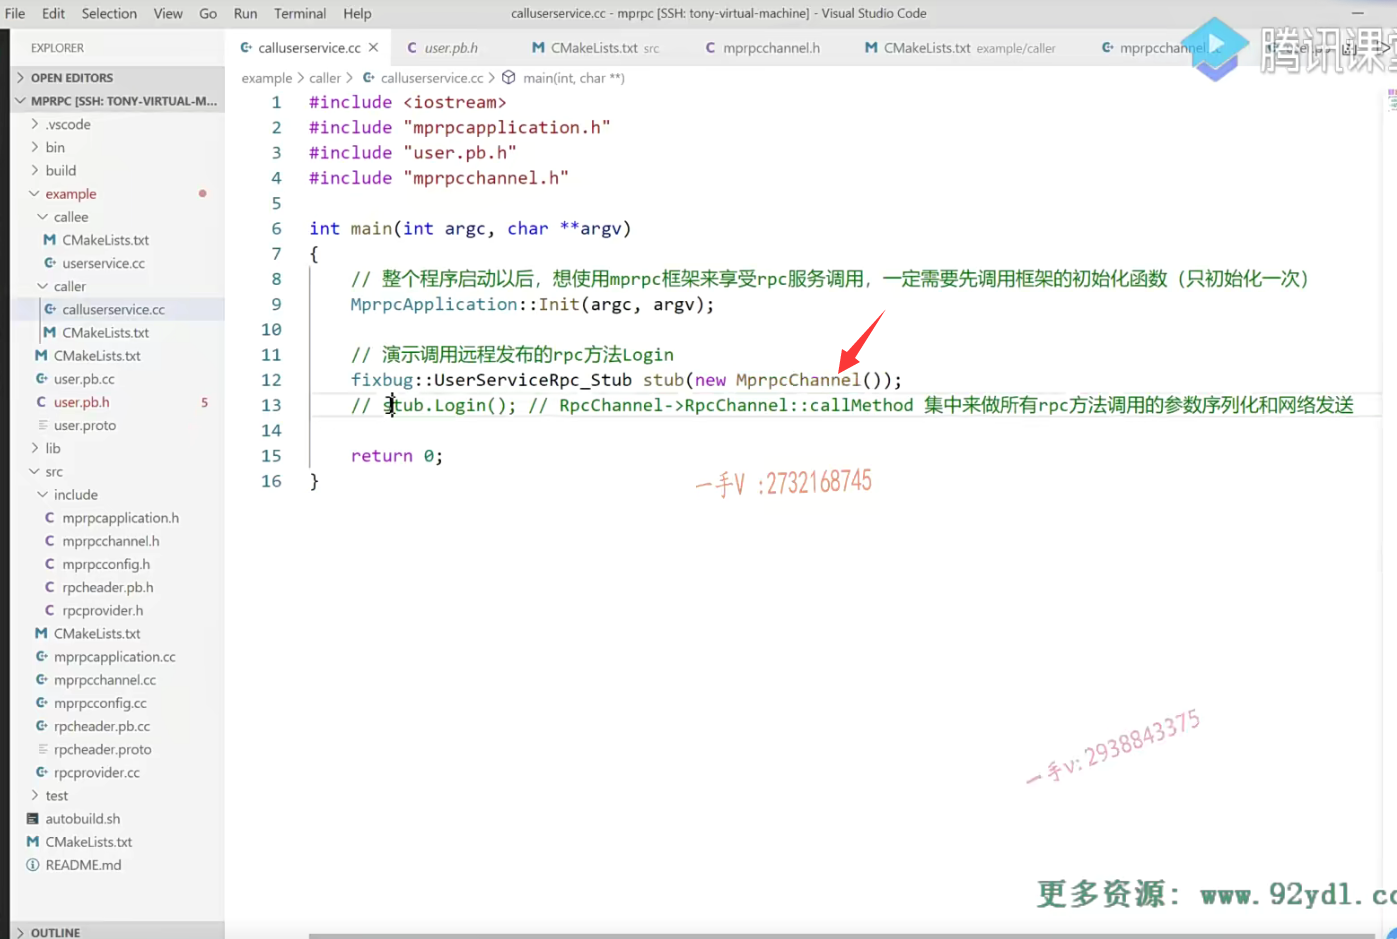 File Edit Selection View Go Run Terminal Help calluserservice.cc - mprpc [SSH: tony-virtual-machine] - Visual Studio Code
EXPLORER
calluserservice.cc
user.pb.h
CMakeLists.txt src
mprpcchannel.h
CMakeLists.txt example/caller
腾讯课堂
OPEN EDITORS
example > caller > calluserservice.cc > main(int, char **)
MPRPC [SSH: TONY-VIRTUAL-M...
.vscode
bin
build
example
callee
CMakeLists.txt
userservice.cc
caller
calluserservice.cc
CMakeLists.txt
CMakeLists.txt
user.pb.cc
user.pb.h 5
user.proto
lib
src
include
mprpcapplication.h
mprpcchannel.h
mprpcconfig.h
rpcheader.pb.h
rpcprovider.h
CMakeLists.txt
mprpcapplication.cc
mprpcchannel.cc
mprpcconfig.cc
rpcheader.pb.cc
rpcheader.proto
rpcprovider.cc
test
autobuild.sh
CMakeLists.txt
README.md
OUTLINE
1 #include <iostream>
2 #include "mprpcapplication.h"
3 #include "user.pb.h"
4 #include "mprpcchannel.h"
5
6 int main(int argc, char **argv)
7 {
8 // 整个程序启动以后，想使用mprpc框架来享受rpc服务调用，一定需要先调用框架的初始化函数（只初始化一次）
9 MprpcApplication::Init(argc, argv);
10
11 // 演示调用远程发布的rpc方法Login
12 fixbug::UserServiceRpc_Stub stub(new MprpcChannel());
13 // stub.Login(); // RpcChannel->RpcChannel::callMethod 集中来做所有rpc方法调用的参数序列化和网络发送
14
15 return 0;
16 }
一手V :2732168745
一手v: 2938843375
更多资源: www.92ydl.co